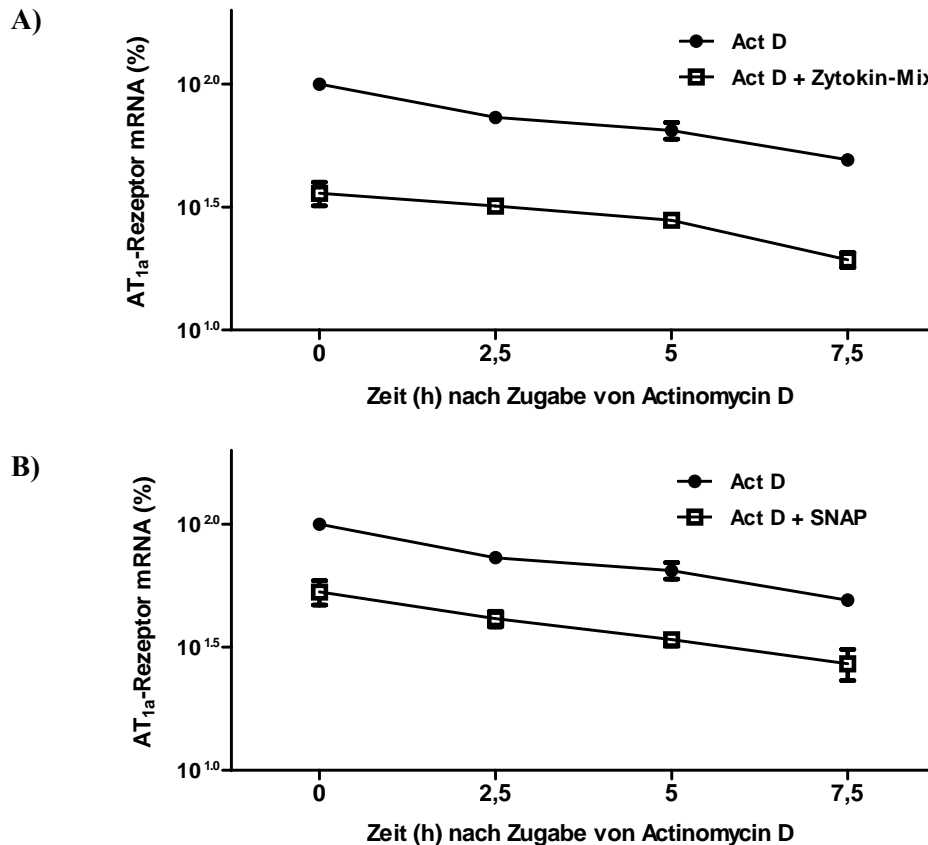 A)
Act D
Act D + Zytokin-Mix
AT1a-Rezeptor mRNA (%)
10^2.0
10^1.5
10^1.0
0 2,5 5 7,5
Zeit (h) nach Zugabe von Actinomycin D
B)
Act D
Act D + SNAP
AT1a-Rezeptor mRNA (%)
10^2.0
10^1.5
10^1.0
0 2,5 5 7,5
Zeit (h) nach Zugabe von Actinomycin D